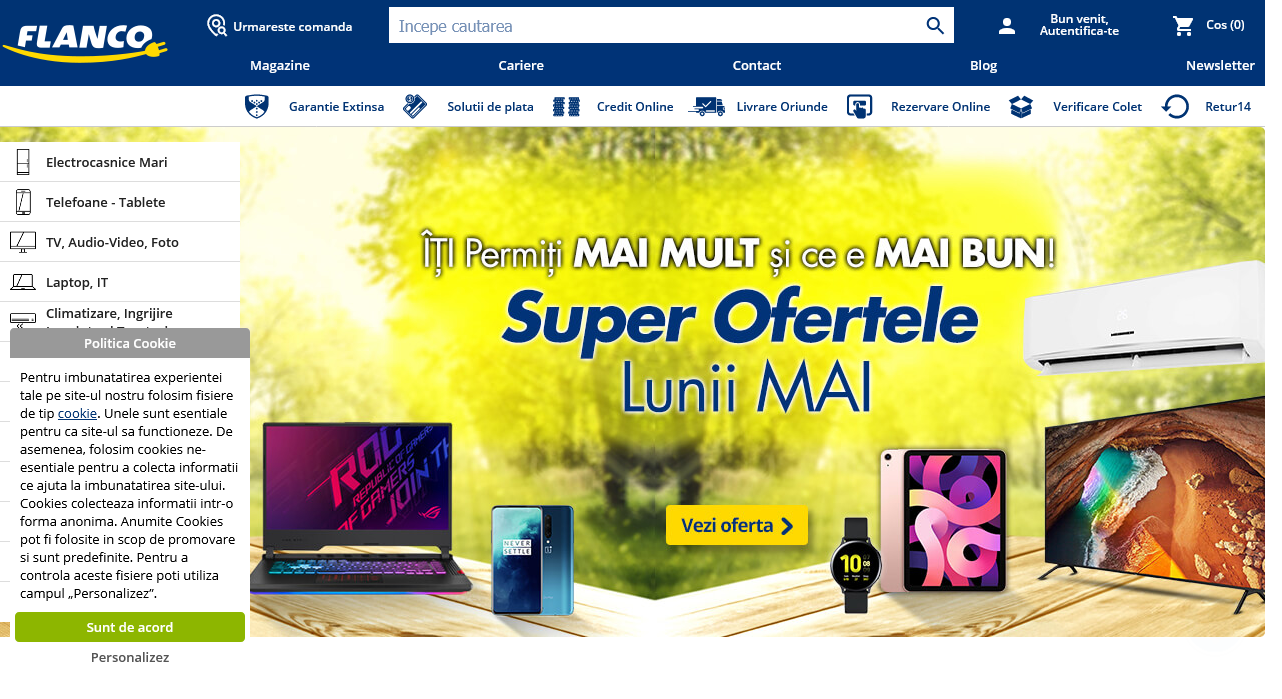 FLANCO
Urmareste comanda
Incepe cautarea
Bun venit,
Autentifica-te
Cos (0)
Magazine
Cariere
Contact
Blog
Newsletter
Garantie Extinsa
Solutii de plata
Credit Online
Livrare Oriunde
Rezervare Online
Verificare Colet
Retur14
Electrocasnice Mari
Telefoane - Tablete
TV, Audio-Video, Foto
Laptop, IT
Climatizare, Ingrijire
Politica Cookie
Pentru imbunatatirea experientei
tale pe site-ul nostru folosim fisiere
de tip cookie. Unele sunt esentiale
pentru ca site-ul sa functioneze. De
asemenea, folosim cookies ne-
esentiale pentru a colecta informatii
ce ajuta la imbunatatirea site-ului.
Cookies colecteaza informatii intr-o
forma anonima. Anumite Cookies
pot fi folosite in scop de promovare
si sunt predefinite. Pentru a
controla aceste fisiere poti utiliza
campul „Personalizez”.
Sunt de acord
Personalizez
ÎȚI Permiți MAI MULT și ce e MAI BUN!
Super Ofertele
Lunii MAI
Vezi oferta
26
ROG
REPUBLIC OF GAMERS
JOIN TH
NEVER
SETTLE
10
08